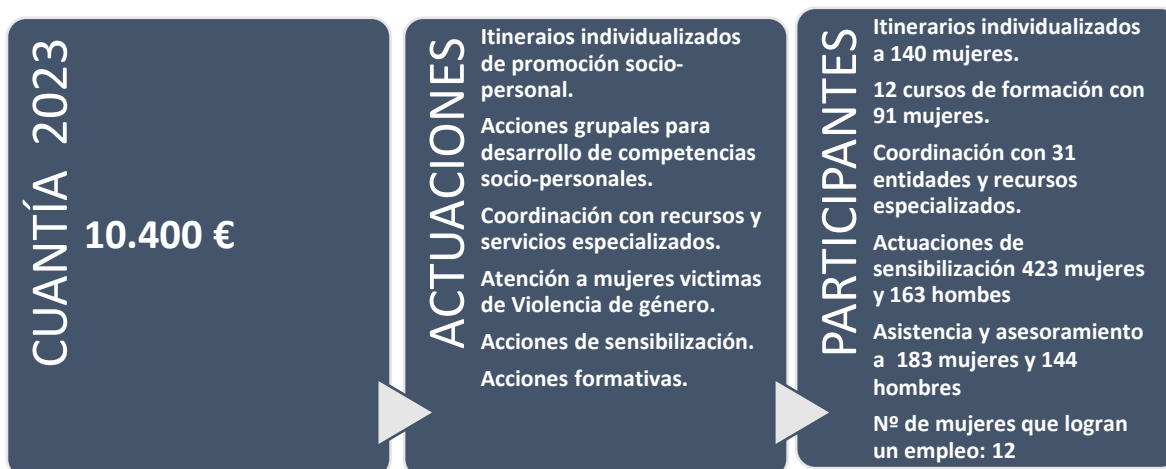 CUANTÍA 2023
10.400 €
ACTUACIONES
Itineraios individualizados
de promoción socio-
personal.
Acciones grupales para
desarrollo de competencias
socio-personales.
Coordinación con recursos y
servicios especializados.
Atención a mujeres victimas
de Violencia de género.
Acciones de sensibilización.
Acciones formativas.
PARTICIPANTES
Itinerarios individualizados
a 140 mujeres.
12 cursos de formación con
91 mujeres.
Coordinación con 31
entidades y recursos
especializados.
Actuaciones de
sensibilización 423 mujeres
y 163 hombes
Asistencia y asesoramiento
a 183 mujeres y 144
hombres
Nº de mujeres que logran
un empleo: 12